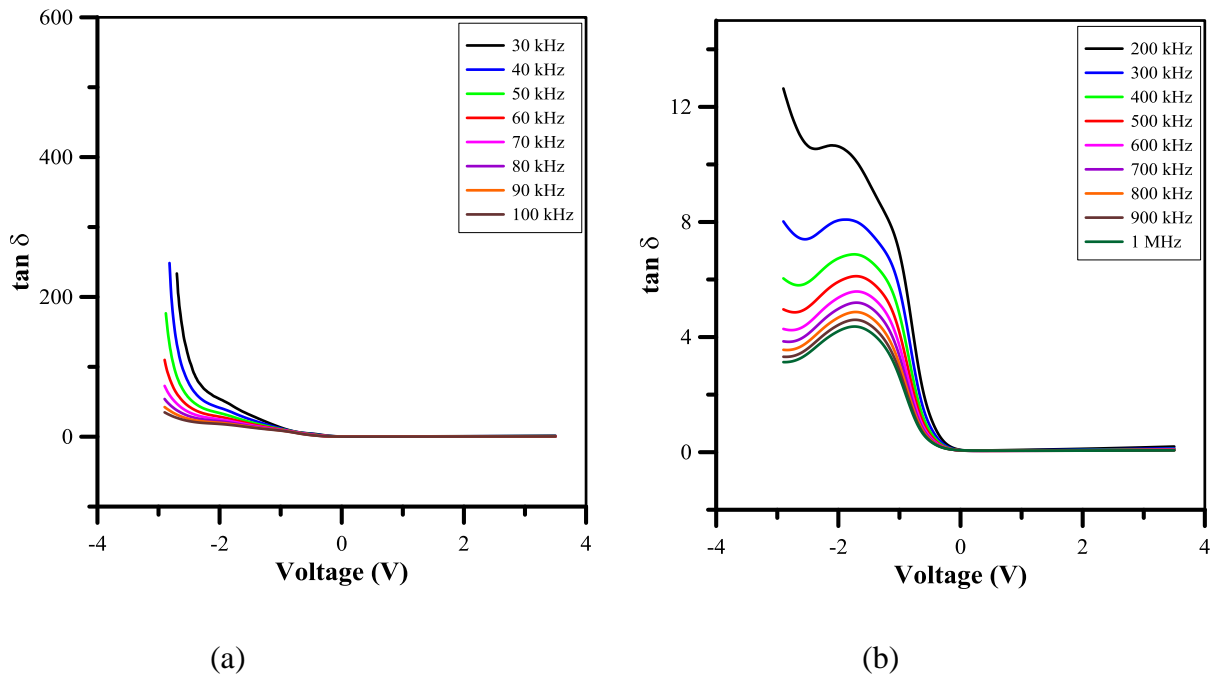 600
400
200
0
tan δ
-4
-2
0
2
4
Voltage (V)
30 kHz
40 kHz
50 kHz
60 kHz
70 kHz
80 kHz
90 kHz
100 kHz
(a)
12
8
4
0
tan δ
-4
-2
0
2
4
Voltage (V)
200 kHz
300 kHz
400 kHz
500 kHz
600 kHz
700 kHz
800 kHz
900 kHz
1 MHz
(b)